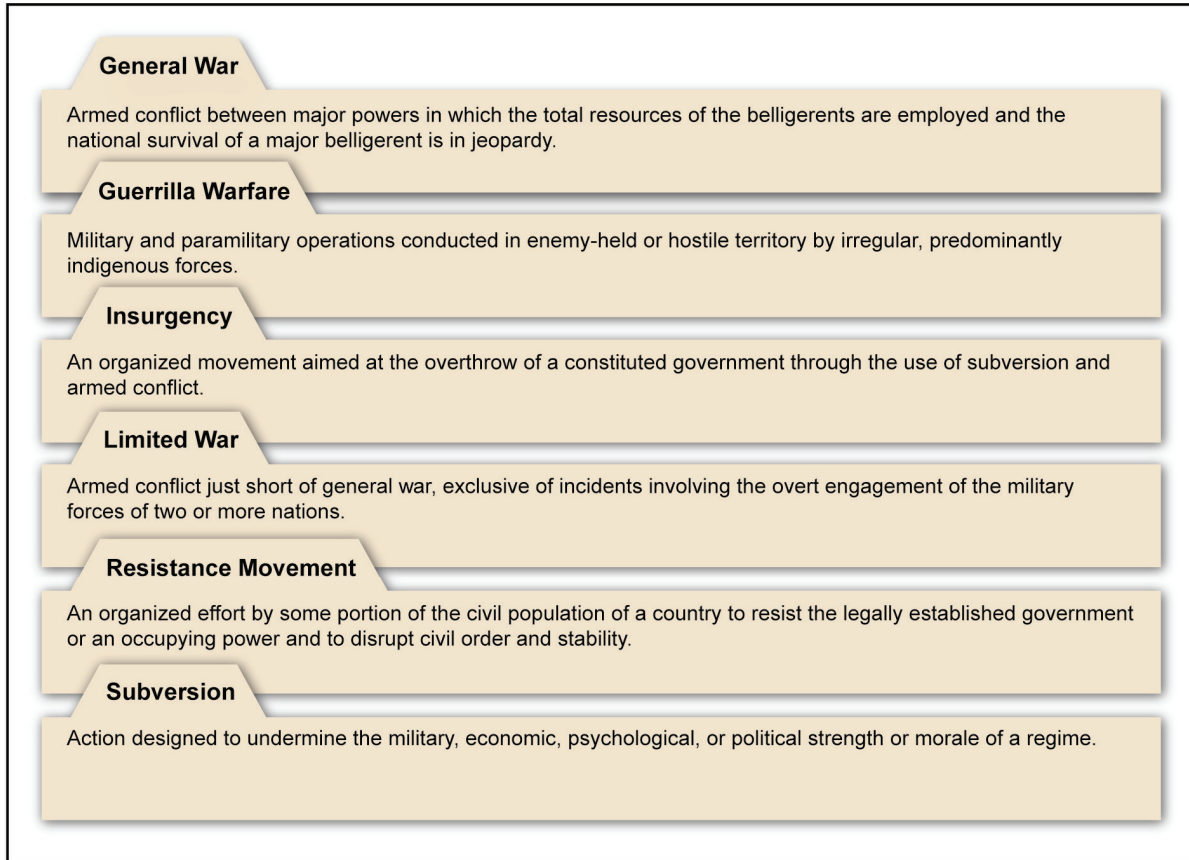 General War
Armed conflict between major powers in which the total resources of the belligerents are employed and the
national survival of a major belligerent is in jeopardy.
Guerrilla Warfare
Military and paramilitary operations conducted in enemy-held or hostile territory by irregular, predominantly
indigenous forces.
Insurgency
An organized movement aimed at the overthrow of a constituted government through the use of subversion and
armed conflict.
Limited War
Armed conflict just short of general war, exclusive of incidents involving the overt engagement of the military
forces of two or more nations.
Resistance Movement
An organized effort by some portion of the civil population of a country to resist the legally established government
or an occupying power and to disrupt civil order and stability.
Subversion
Action designed to undermine the military, economic, psychological, or political strength or morale of a regime.